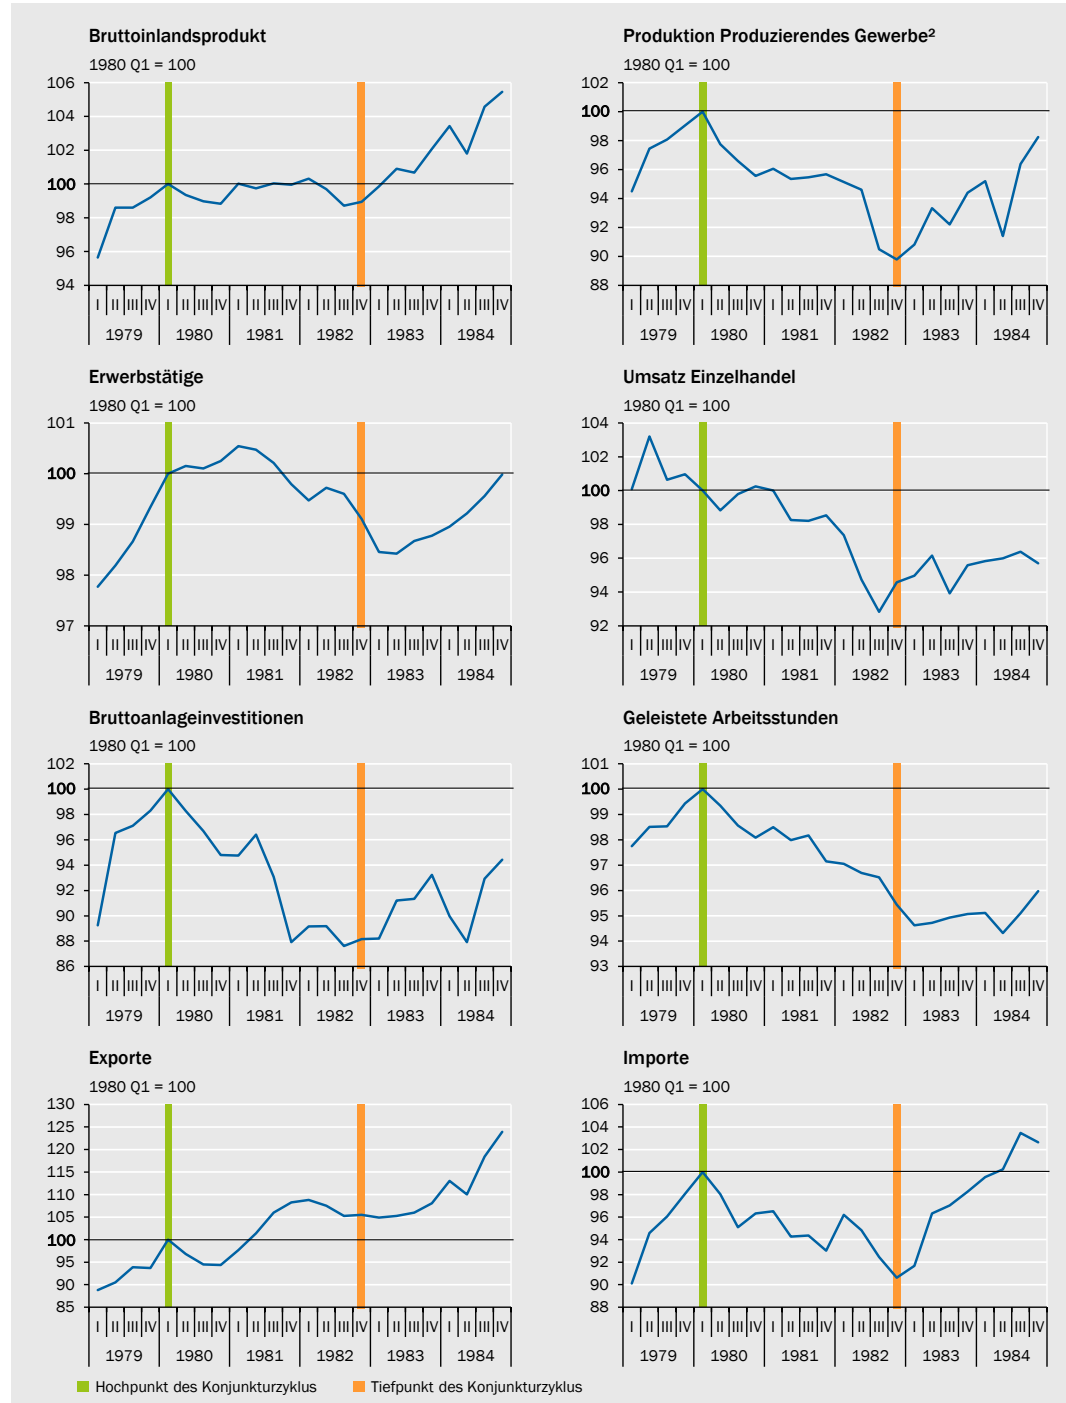 Bruttoinlandsprodukt
1980 Q1 = 100
106
104
102
100
98
96
94
I II III IV I II III IV I II III IV I II III IV I II III IV I II III IV
1979 1980 1981 1982 1983 1984
Produktion Produzierendes Gewerbe²
1980 Q1 = 100
102
100
98
96
94
92
90
88
I II III IV I II III IV I II III IV I II III IV I II III IV I II III IV
1979 1980 1981 1982 1983 1984
Erwerbstätige
1980 Q1 = 100
101
100
99
98
97
I II III IV I II III IV I II III IV I II III IV I II III IV I II III IV
1979 1980 1981 1982 1983 1984
Umsatz Einzelhandel
1980 Q1 = 100
104
102
100
98
96
94
92
I II III IV I II III IV I II III IV I II III IV I II III IV I II III IV
1979 1980 1981 1982 1983 1984
Bruttoanlageinvestitionen
1980 Q1 = 100
102
100
98
96
94
92
90
88
86
I II III IV I II III IV I II III IV I II III IV I II III IV I II III IV
1979 1980 1981 1982 1983 1984
Geleistete Arbeitsstunden
1980 Q1 = 100
101
100
99
98
97
96
95
94
93
I II III IV I II III IV I II III IV I II III IV I II III IV I II III IV
1979 1980 1981 1982 1983 1984
Exporte
1980 Q1 = 100
130
125
120
115
110
105
100
95
90
85
I II III IV I II III IV I II III IV I II III IV I II III IV I II III IV
1979 1980 1981 1982 1983 1984
Importe
1980 Q1 = 100
106
104
102
100
98
96
94
90
88
I II III IV I II III IV I II III IV I II III IV I II III IV I II III IV
1979 1980 1981 1982 1983 1984
Hochpunkt des Konjunkturzyklus
Tiefpunkt des Konjunkturzyklus